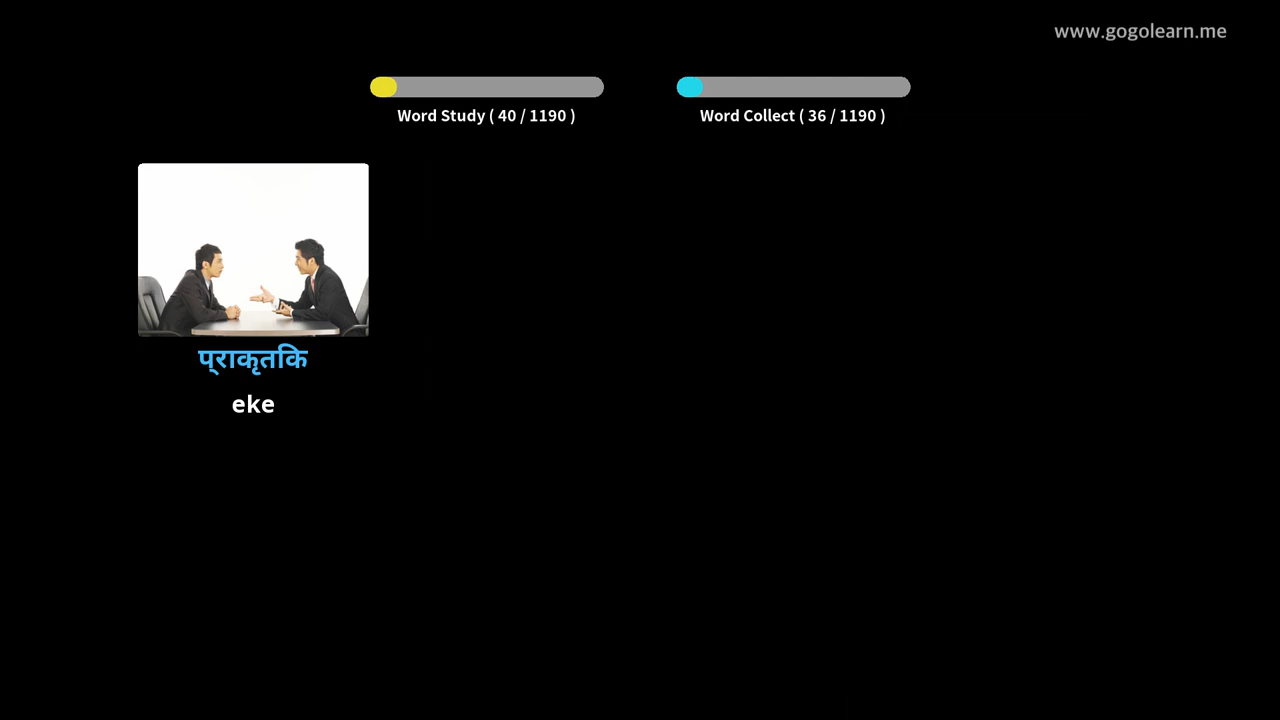 www.gogolearn.me
Word Study ( 40 / 1190 )
Word Collect ( 36 / 1190 )
प्राकृतकि
eke